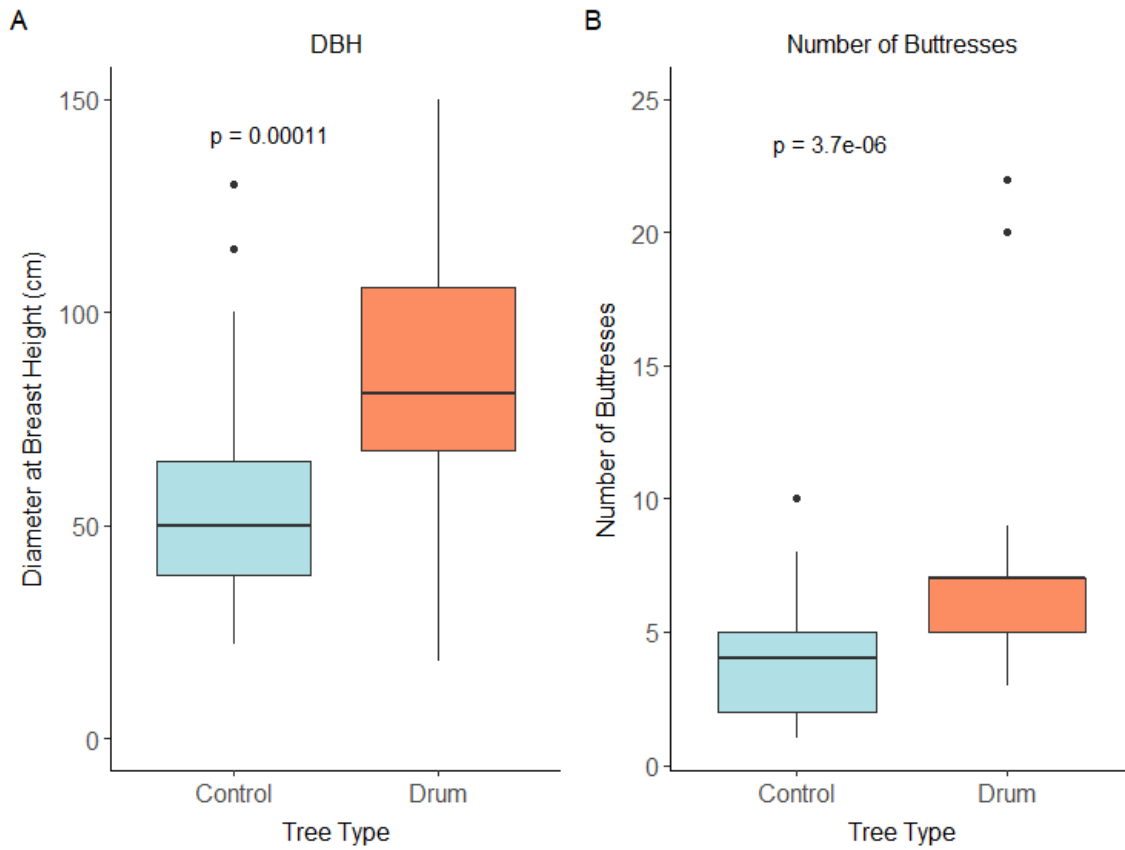 A
DBH
Diameter at Breast Height (cm)
150
100
50
0
p = 0.00011
Control
Drum
Tree Type
B
Number of Buttresses
Number of Buttresses
25
20
15
10
5
0
p = 3.7e-06
Control
Drum
Tree Type